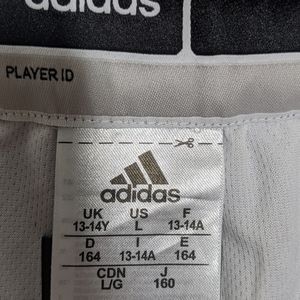 adidas
PLAYER ID
adidas
UK US F
13-14Y L 13-14A
D I E
164 13-14A 164
CDN J
L/G 160